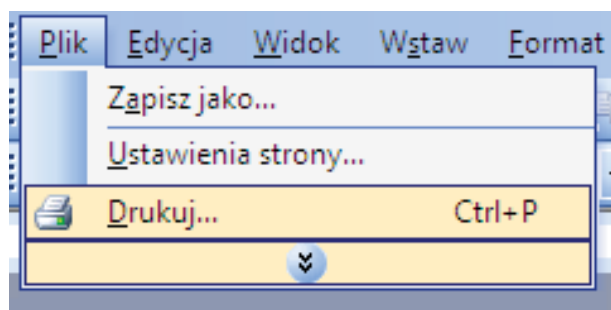 Plik Edycja Widok Wstaw Format
Zapisz jako...
Ustawienia strony...
Drukuj... Ctrl+P